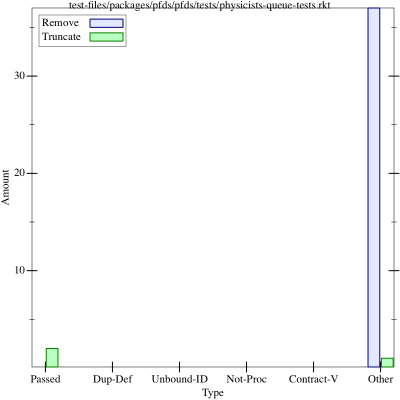 test-files/packages/pfds/pfds/tests/physicists-queue-tests.rkt
Remove
Truncate
30
20
10
Amount
Passed Dup-Def Unbound-ID Not-Proc Contract-V Other
Type